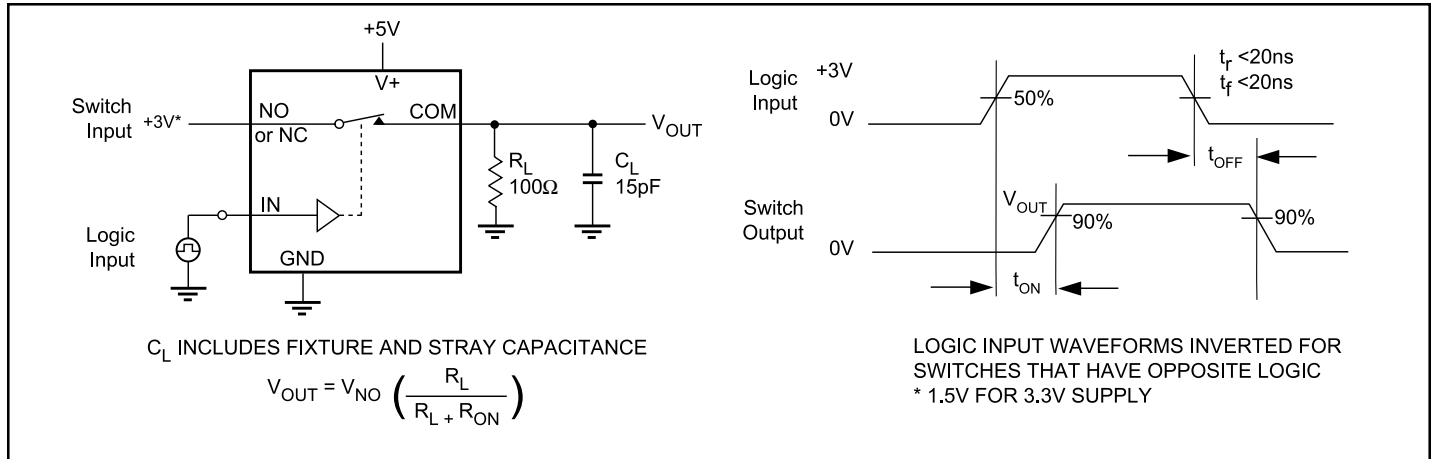 +5V
V+
Switch
Input
+3V*
NO
or NC
COM
VOUT
RL
100Ω
CL
15pF
IN
Logic
Input
GND
CL INCLUDES FIXTURE AND STRAY CAPACITANCE
VOUT = VNO ( RL / RL + RON )
Logic
Input
+3V
0V
50%
tr <20ns
tf <20ns
tOFF
Switch
Output
VOUT
0V
90%
90%
tON
LOGIC INPUT WAVEFORMS INVERTED FOR
SWITCHES THAT HAVE OPPOSITE LOGIC
* 1.5V FOR 3.3V SUPPLY